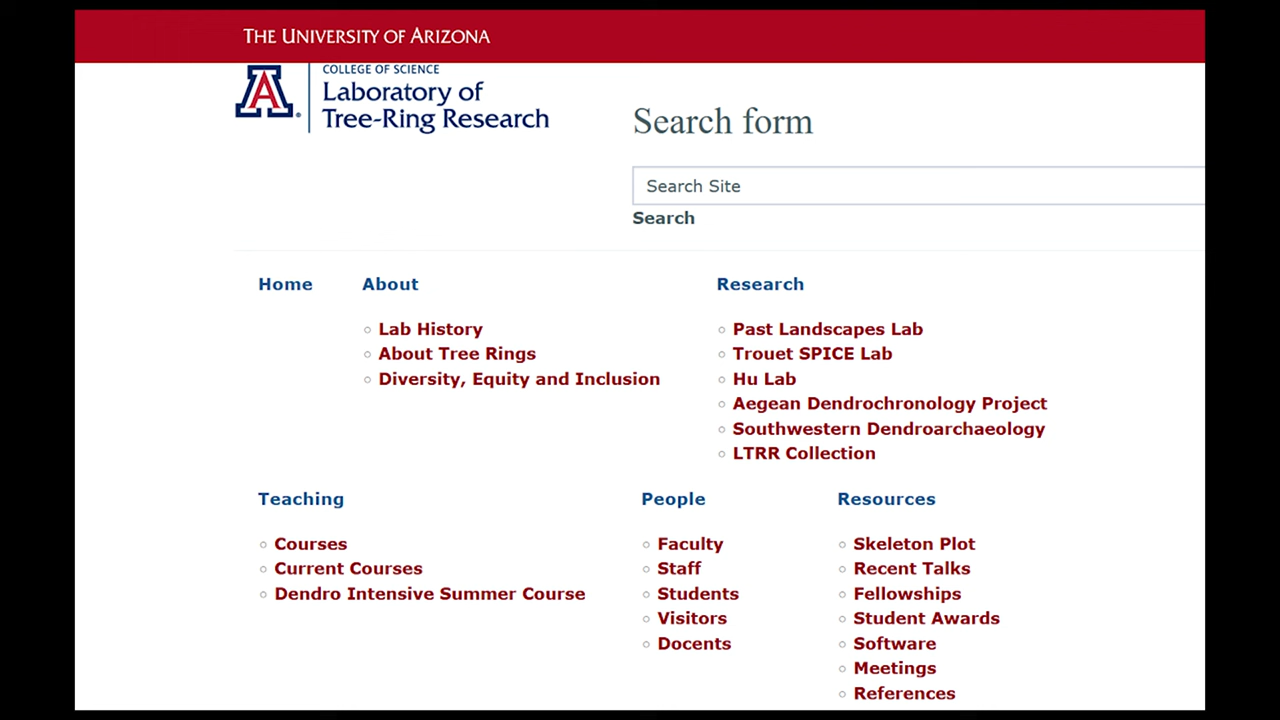 THE UNIVERSITY OF ARIZONA
COLLEGE OF SCIENCE
Laboratory of
Tree-Ring Research
Search form
Search Site
Search
Home
About
Lab History
About Tree Rings
Diversity, Equity and Inclusion
Research
Past Landscapes Lab
Trouet SPICE Lab
Hu Lab
Aegean Dendrochronology Project
Southwestern Dendroarchaeology
LTRR Collection
Teaching
Courses
Current Courses
Dendro Intensive Summer Course
People
Faculty
Staff
Students
Visitors
Docents
Resources
Skeleton Plot
Recent Talks
Fellowships
Student Awards
Software
Meetings
References